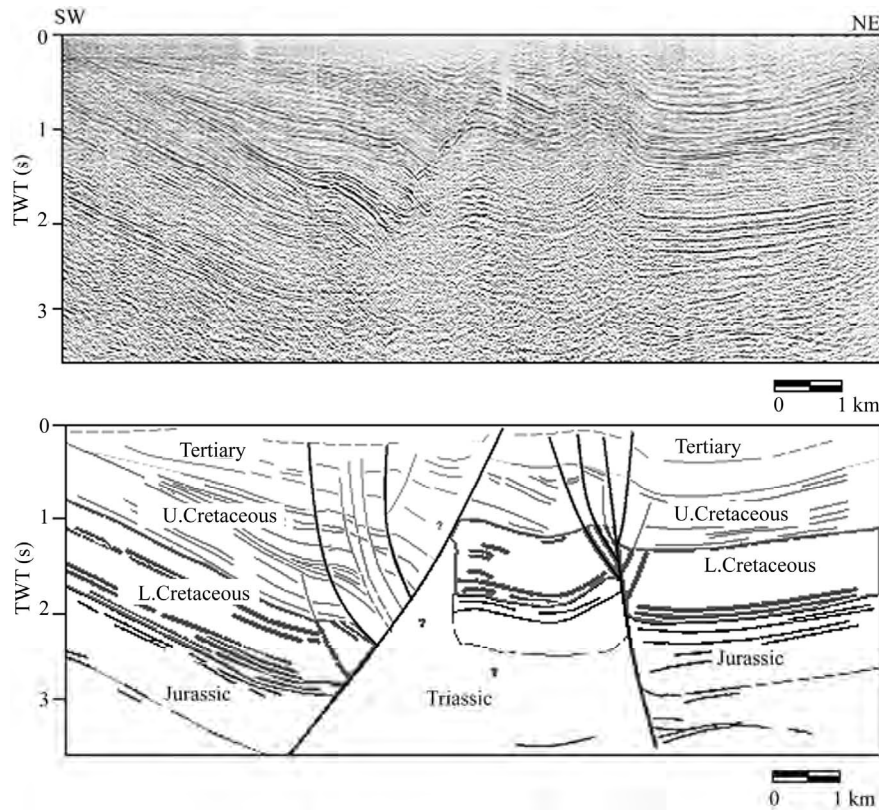 SW NE
0
1
TWT (s)
2
3
0 1 km
0
Tertiary Tertiary
U.Cretaceous U.Cretaceous
?
1
L.Cretaceous L.Cretaceous
TWT (s)
2
?
Jurassic Jurassic
?
3
Triassic
0 1 km